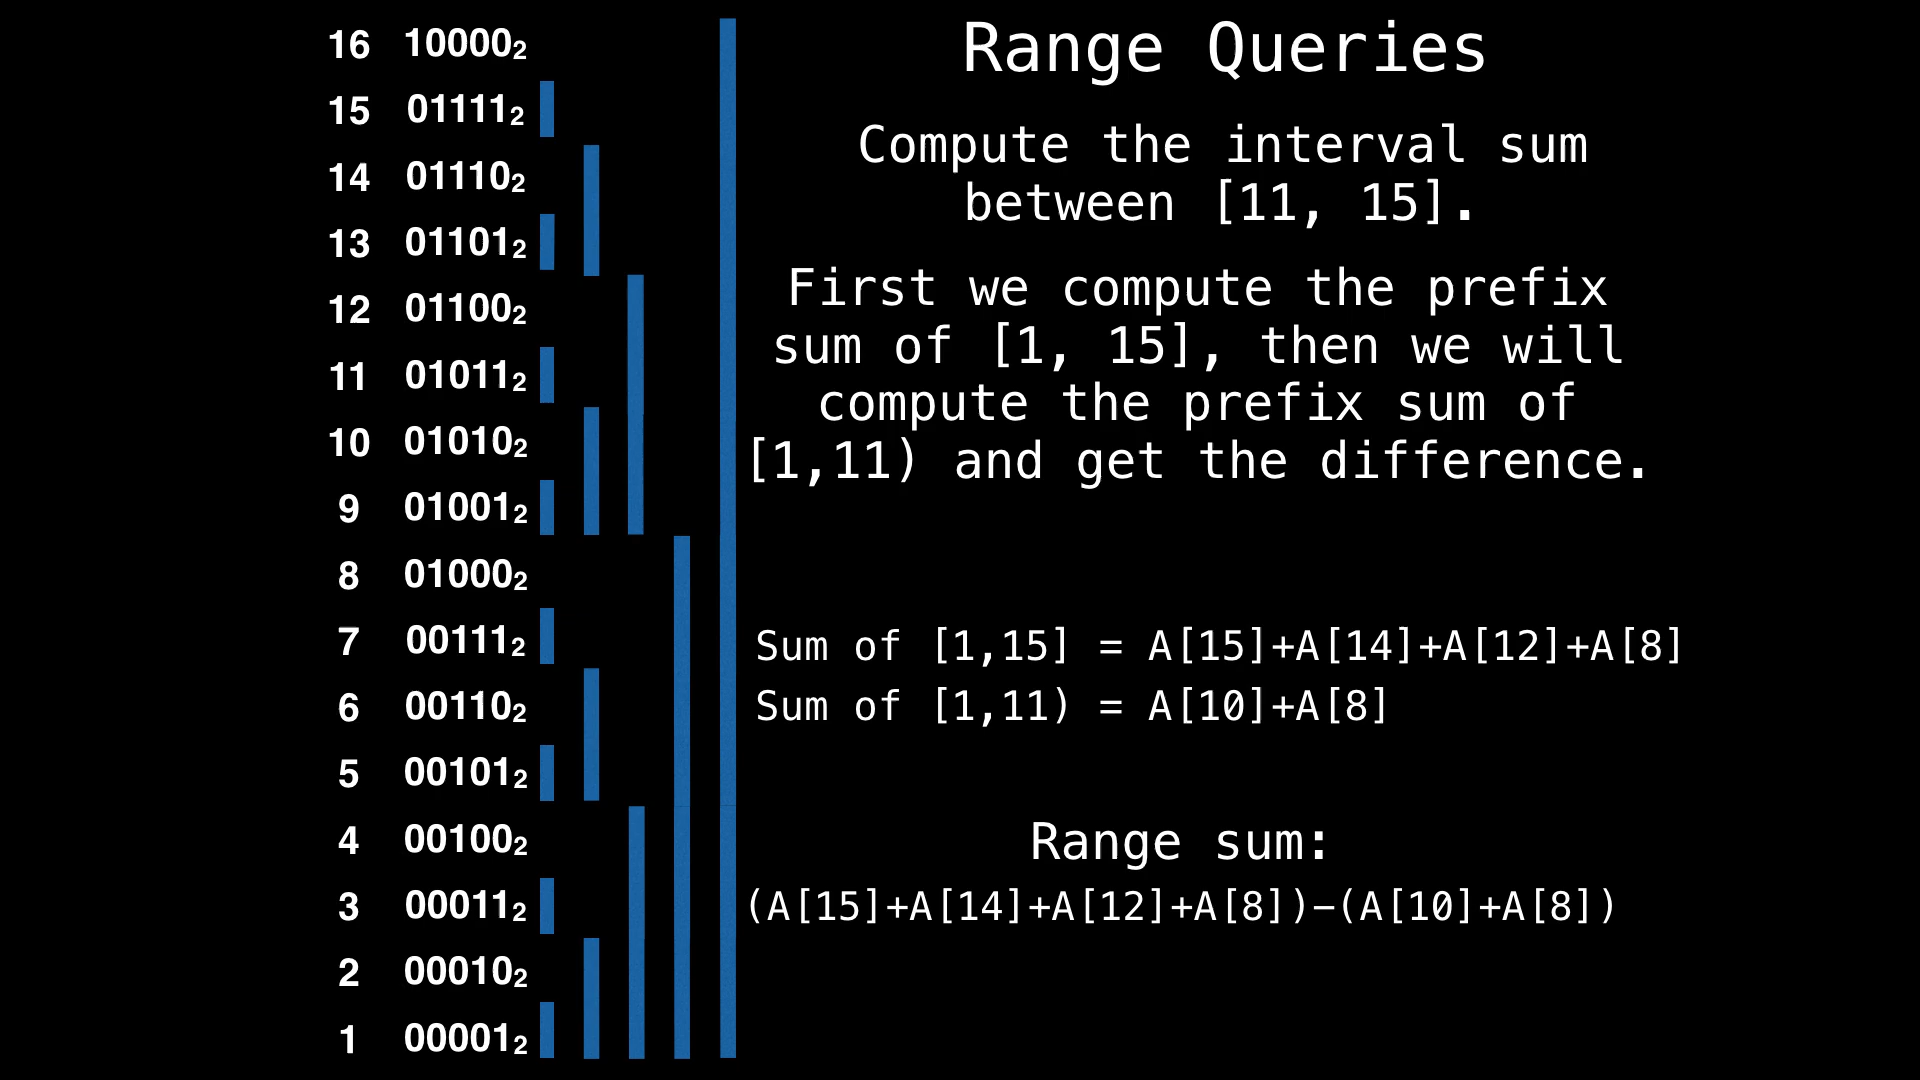 Range Queries
Compute the interval sum
between [11, 15].
First we compute the prefix
sum of [1, 15], then we will
compute the prefix sum of
[1,11) and get the difference.
Sum of [1,15] = A[15]+A[14]+A[12]+A[8]
Sum of [1,11) = A[10]+A[8]
Range sum:
(A[15]+A[14]+A[12]+A[8])−(A[10]+A[8])
16 10000₂
15 01111₂
14 01110₂
13 01101₂
12 01100₂
11 01011₂
10 01010₂
9 01001₂
8 01000₂
7 00111₂
6 00110₂
5 00101₂
4 00100₂
3 00011₂
2 00010₂
1 00001₂